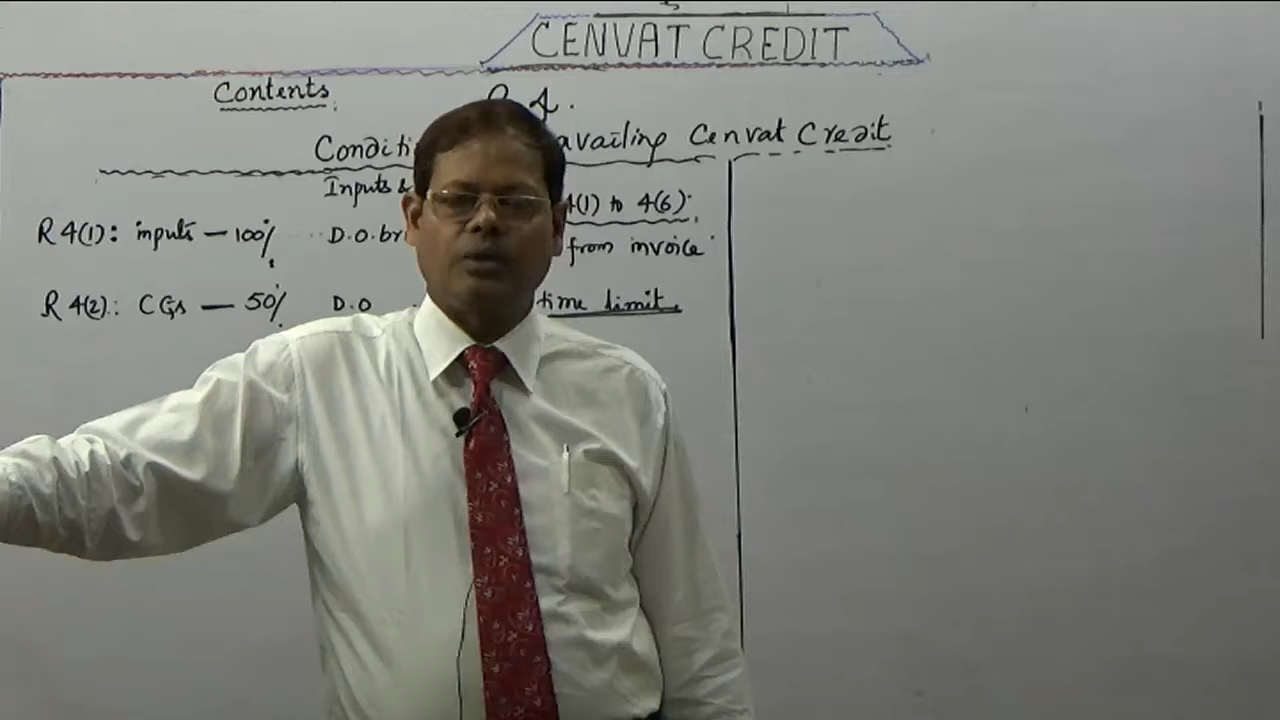 CENVAT CREDIT
Contents
R 4.
availing Cenvat Credit
Inputs &
4(1) to 4(6)
R 4(1): inputs — 100% D.O. from invoice
R 4(2): CGs — 50% D.O time limit.